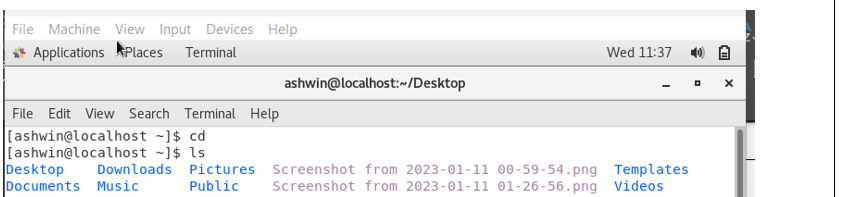 File Machine View Input Devices Help
Applications Places Terminal Wed 11:37
ashwin@localhost:~/Desktop
File Edit View Search Terminal Help
[ashwin@localhost ~]$ cd
[ashwin@localhost ~]$ ls
Desktop Downloads Pictures Screenshot from 2023-01-11 00-59-54.png Templates
Documents Music Public Screenshot from 2023-01-11 01-26-56.png Videos